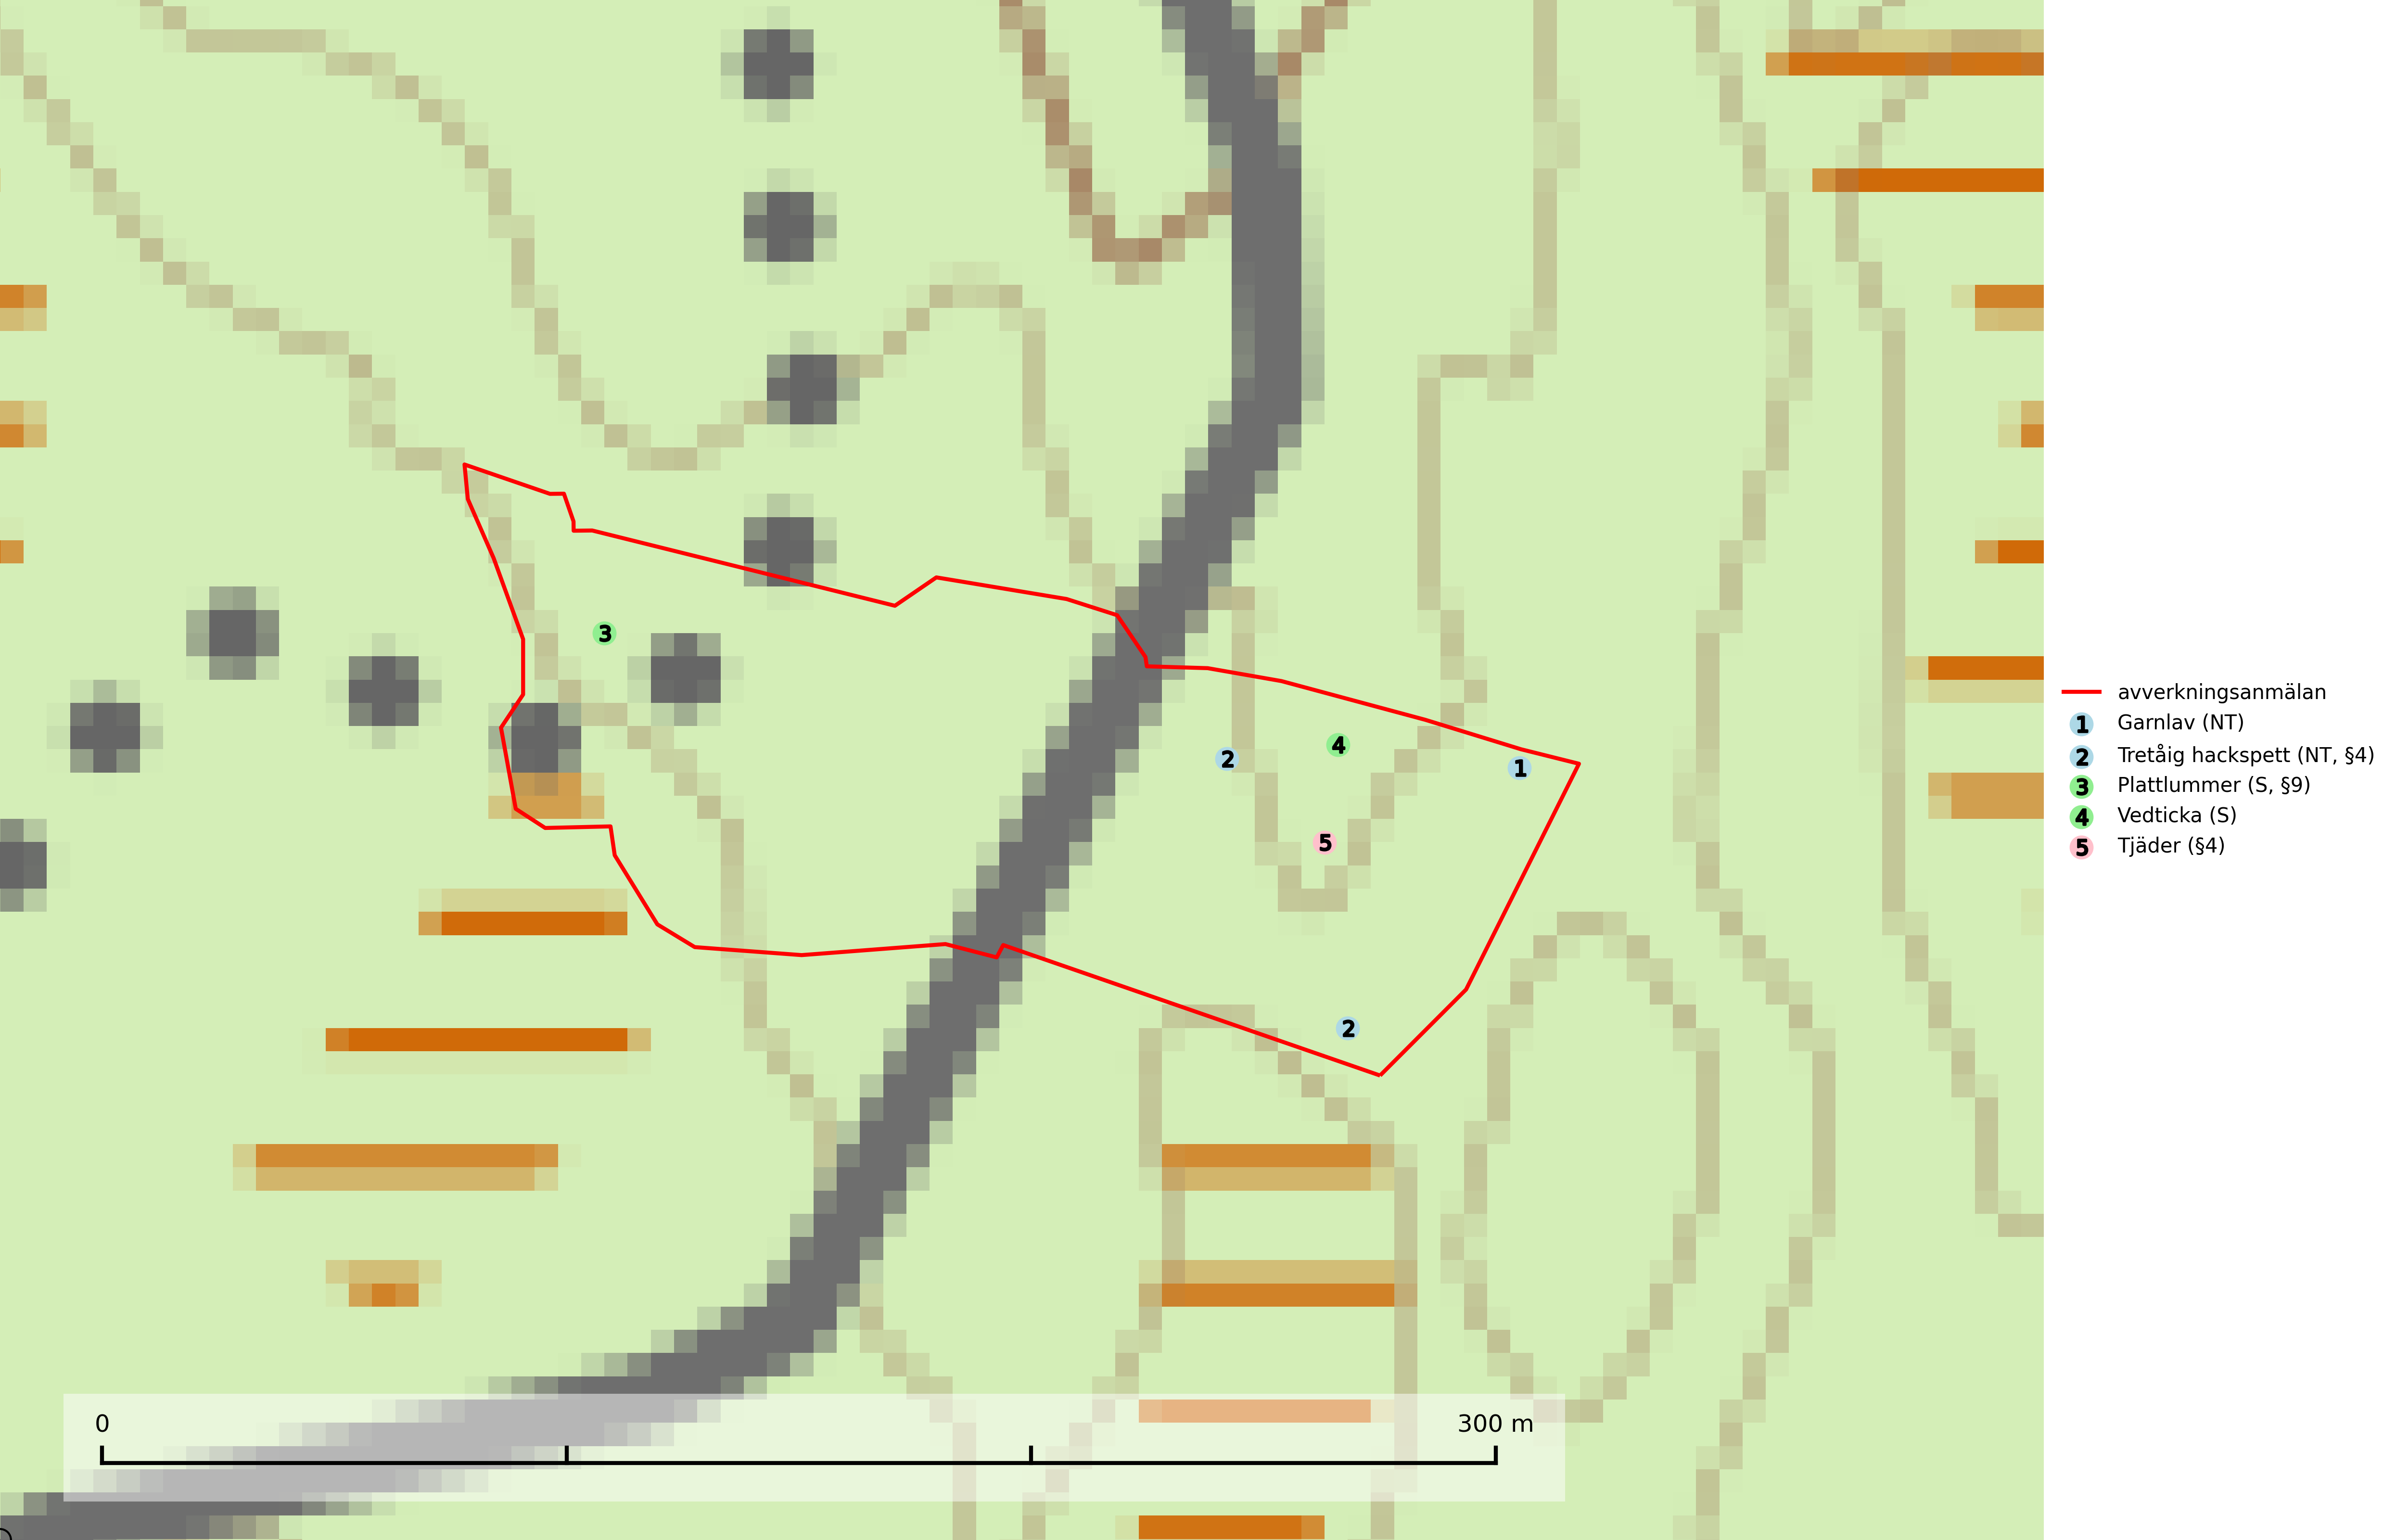 3
4
2
1
5
2
avverkningsanmälan
1 Garnlav (NT)
2 Tretåig hackspett (NT, §4)
3 Plattlummer (S, §9)
4 Vedticka (S)
5 Tjäder (§4)
0 300 m